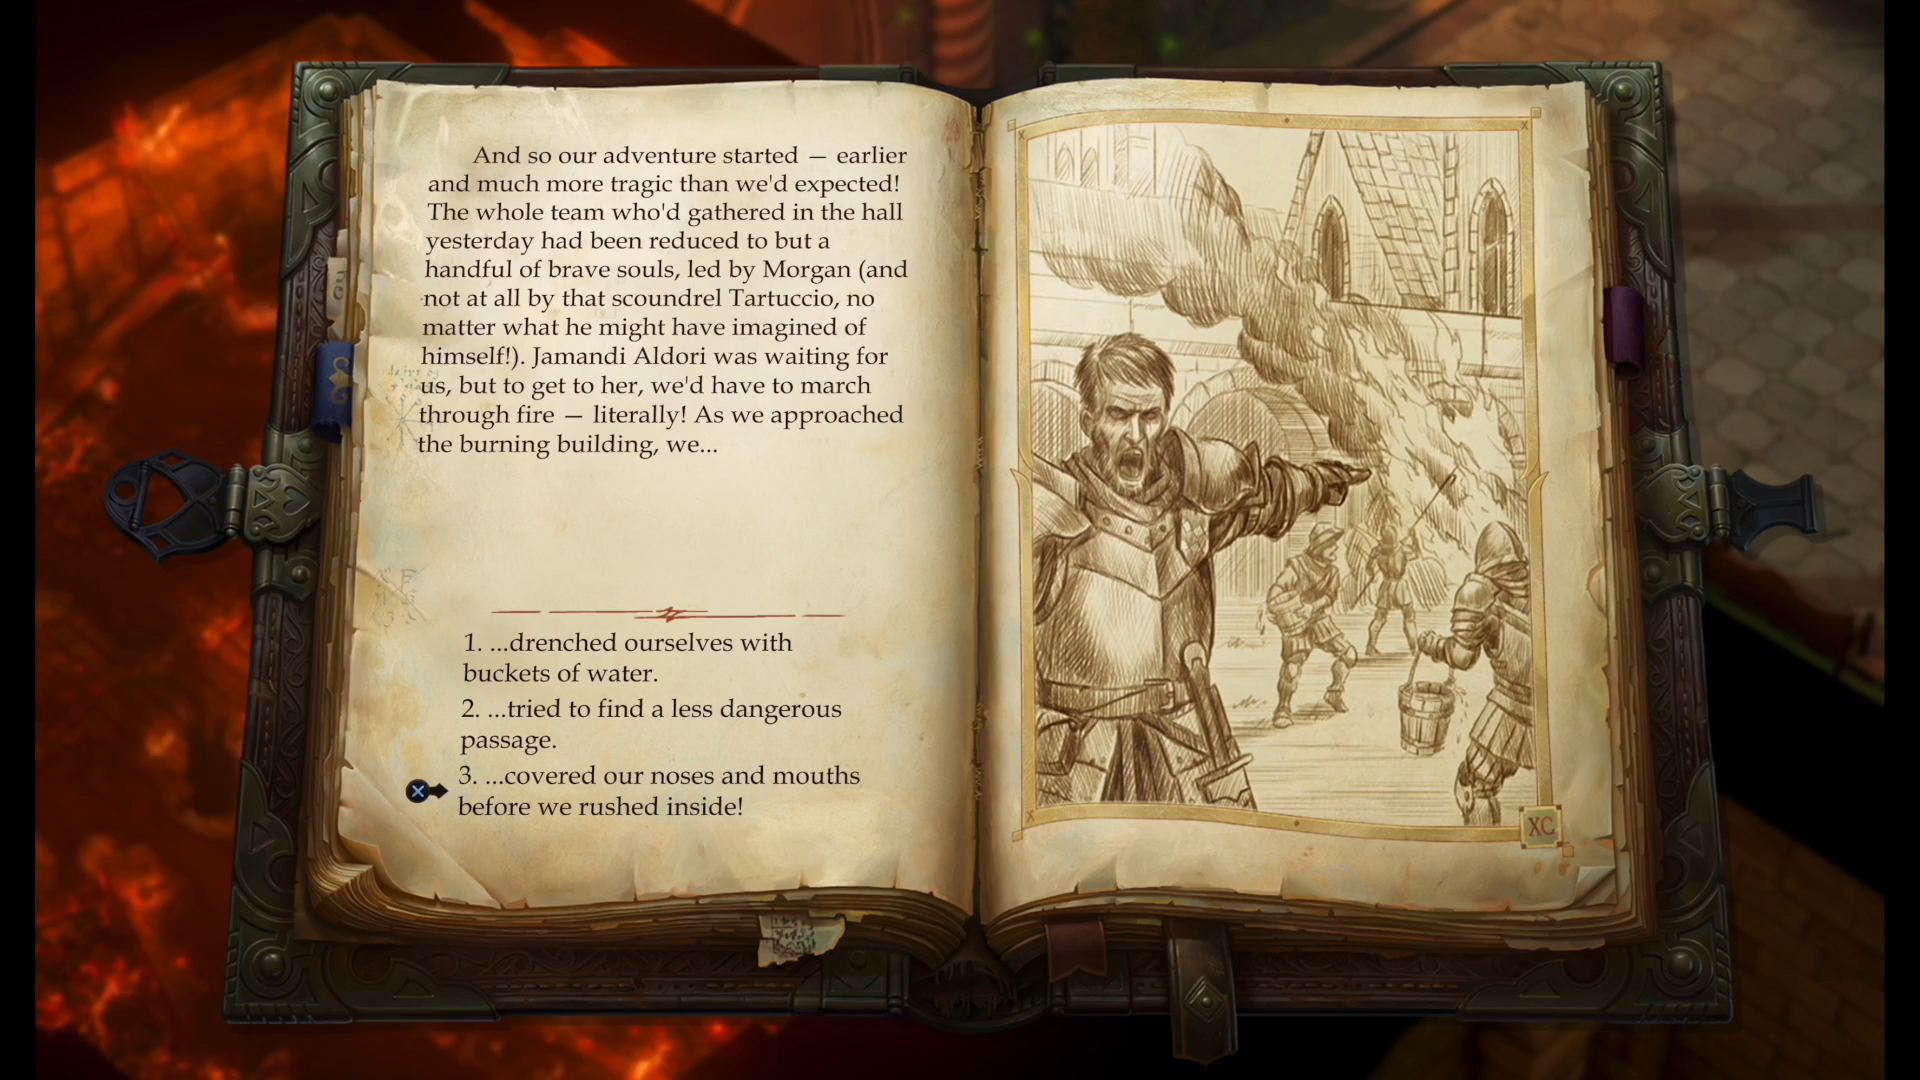 And so our adventure started — earlier
and much more tragic than we'd expected!
The whole team who'd gathered in the hall
yesterday had been reduced to but a
handful of brave souls, led by Morgan (and
not at all by that scoundrel Tartuccio, no
matter what he might have imagined of
himself!). Jamandi Aldori was waiting for
us, but to get to her, we'd have to march
through fire — literally! As we approached
the burning building, we...
1. ...drenched ourselves with
buckets of water.
2. ...tried to find a less dangerous
passage.
3. ...covered our noses and mouths
before we rushed inside!
XC